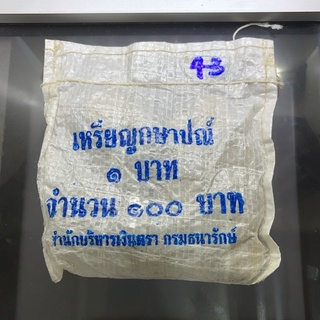 43
เหรียญกษาปณ์
๑ บาท
จำนวน ๑๐๐ บาท
สำนักบริหารเงินตรา กรมธนารักษ์